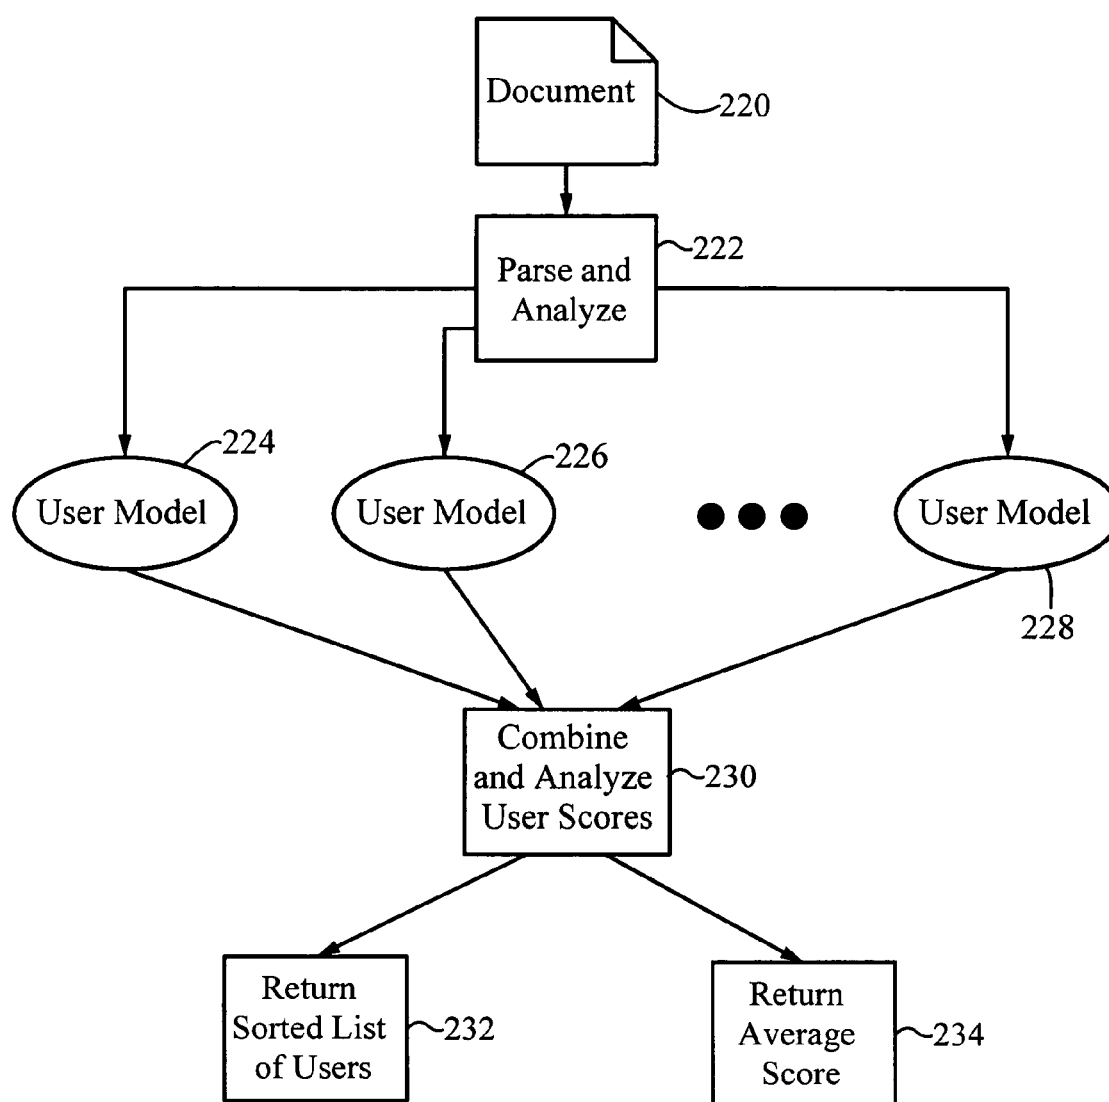 Document
220
Parse and
Analyze
222
224
226
User Model
User Model
User Model
228
Combine
and Analyze
User Scores
230
Return
Sorted List
of Users
232
Return
Average
Score
234